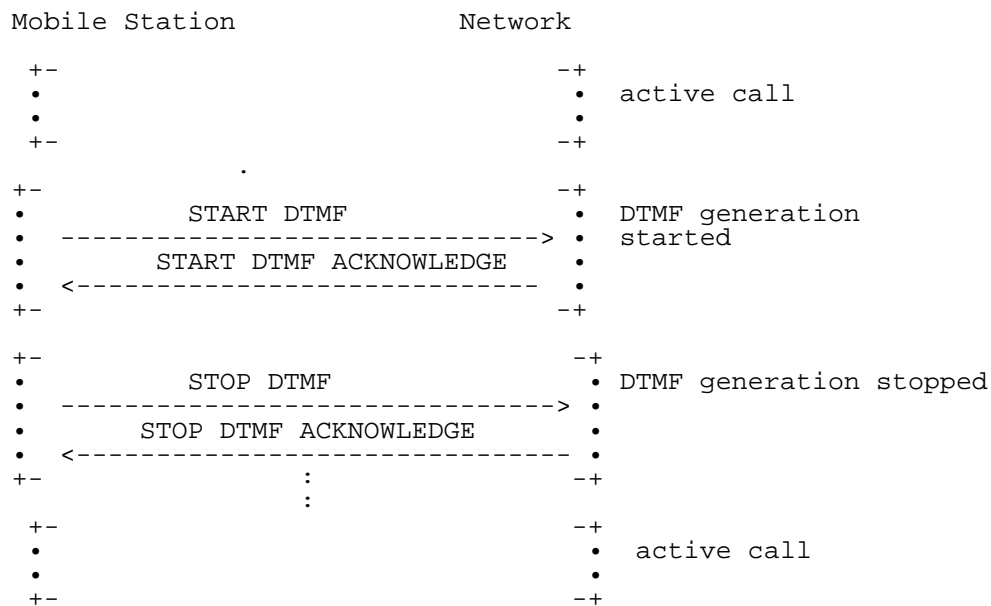 Mobile Station                Network
 +-                                 -+
 •                                   •  active call
 •                                   •
 +-                                 -+
               .
+-                                  -+
•          START DTMF                •  DTMF generation
•  ------------------------------>   •  started
•        START DTMF ACKNOWLEDGE      •
•  <-----------------------------    •
+-                                  -+
+-                                   -+
•          STOP DTMF                  • DTMF generation stopped
•  ------------------------------->   •
•       STOP DTMF ACKNOWLEDGE         •
•  <-------------------------------   •
+-                 :                 -+
                   :
 +-                                  -+
 •                                    •  active call
 •                                    •
 +-                                  -+